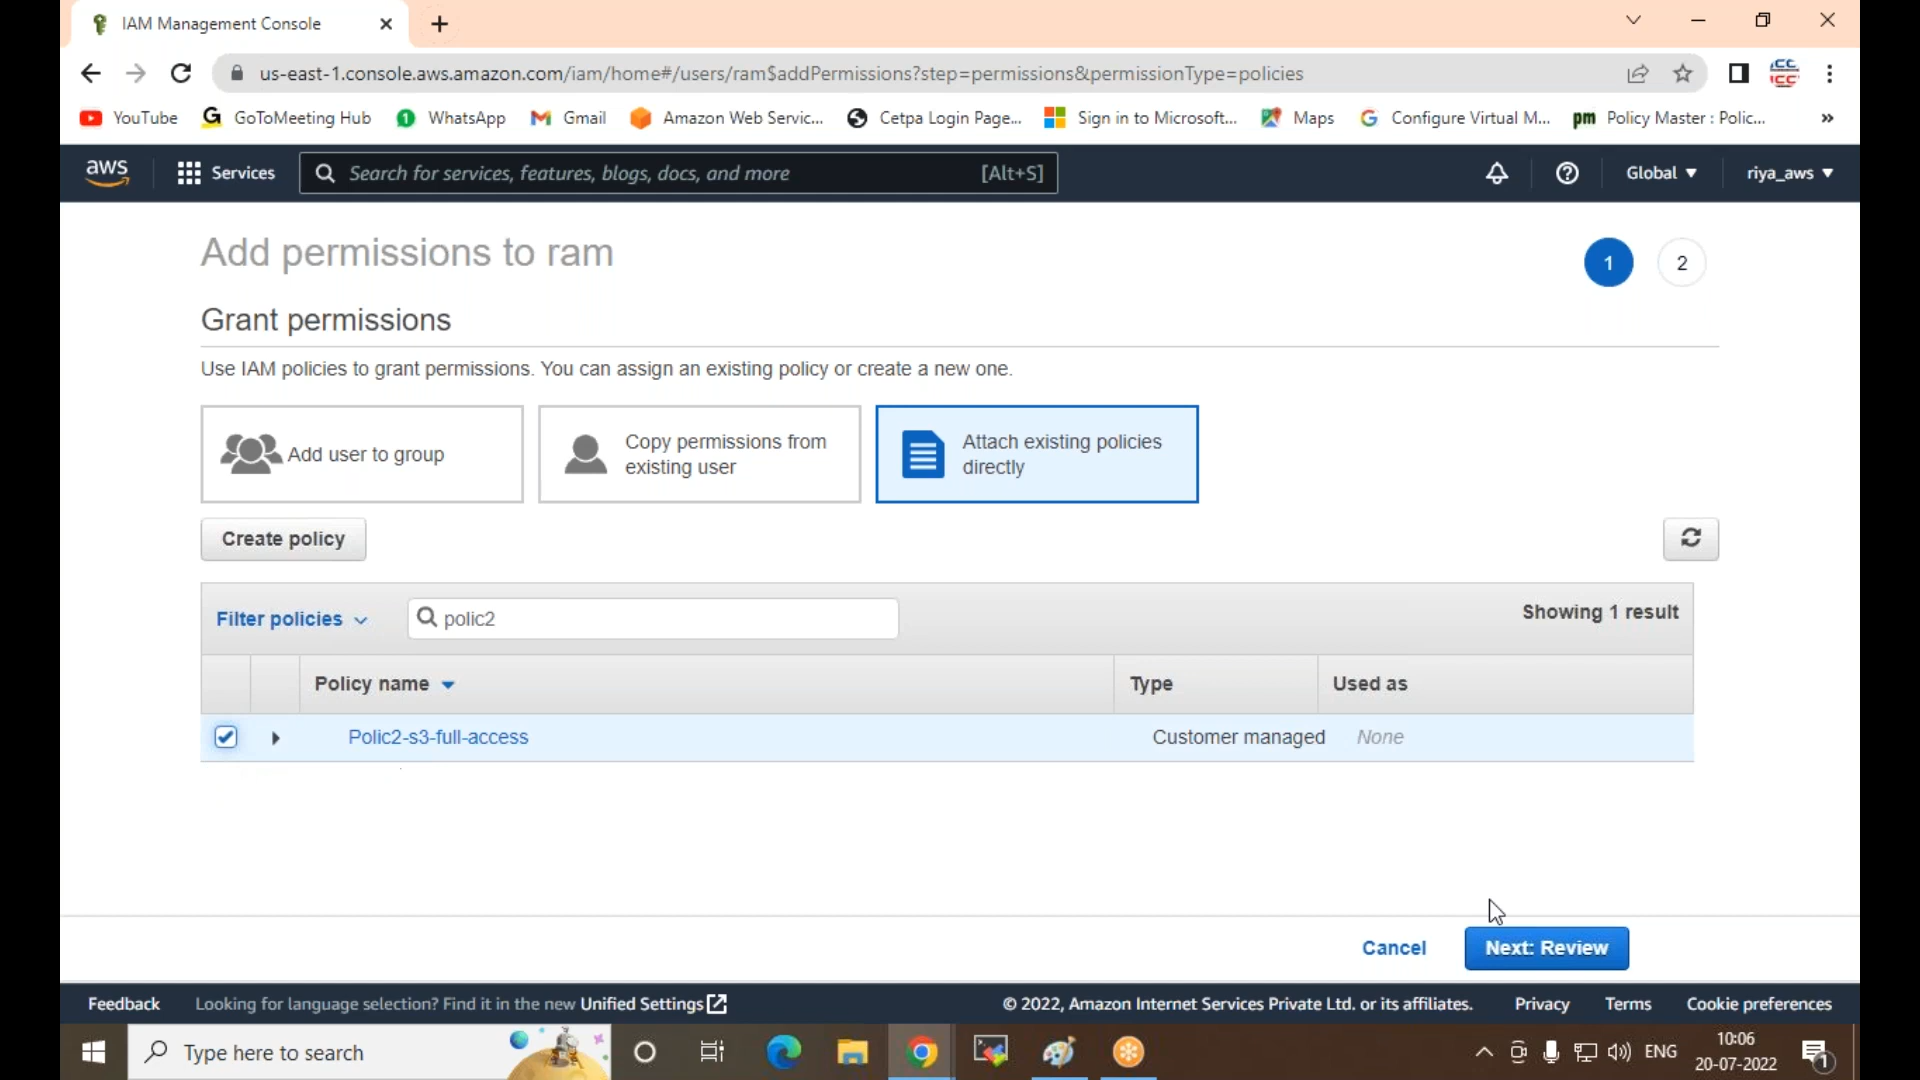 IAM Management Console
us-east-1.console.aws.amazon.com/iam/home#/users/ram$addPermissions?step=permissions&permissionType=policies
YouTube GoToMeeting Hub WhatsApp Gmail Amazon Web Servic... Cetpa Login Page... Sign in to Microsoft... Maps Configure Virtual M... pm Policy Master : Polic... »
aws Services Search for services, features, blogs, docs, and more [Alt+S] Global riya_aws
Add permissions to ram
1 2
Grant permissions
Use IAM policies to grant permissions. You can assign an existing policy or create a new one.
Add user to group
Copy permissions from
existing user
Attach existing policies
directly
Create policy
Filter policies polic2 Showing 1 result
Policy name Type Used as
Polic2-s3-full-access Customer managed None
Cancel Next: Review
Feedback Looking for language selection? Find it in the new Unified Settings © 2022, Amazon Internet Services Private Ltd. or its affiliates. Privacy Terms Cookie preferences
Type here to search ENG 10:06
20-07-2022 1